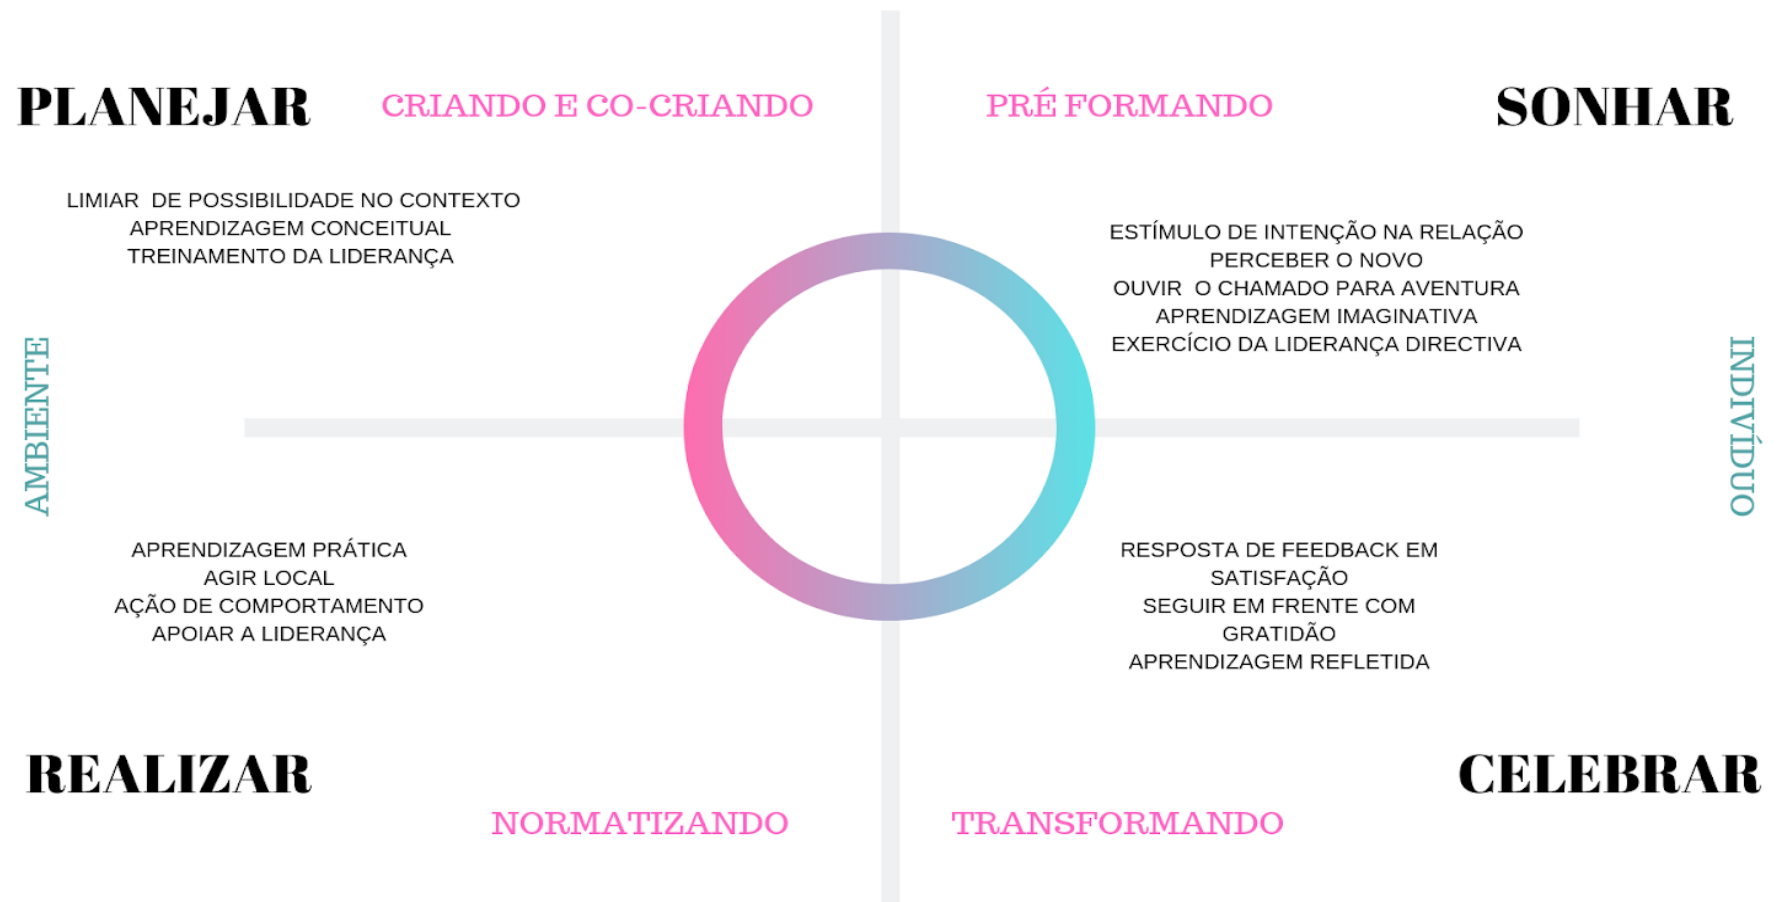 PLANEJAR
CRIANDO E CO-CRIANDO
PRÉ FORMANDO
SONHAR
LIMIAR  DE POSSIBILIDADE NO CONTEXTO
APRENDIZAGEM CONCEITUAL
TREINAMENTO DA LIDERANÇA
ESTÍMULO DE INTENÇÃO NA RELAÇÃO
PERCEBER O NOVO
OUVIR  O CHAMADO PARA AVENTURA
APRENDIZAGEM IMAGINATIVA
EXERCÍCIO DA LIDERANÇA DIRECTIVA
AMBIENTE
INDIVÍDUO
APRENDIZAGEM PRÁTICA
AGIR LOCAL
AÇÃO DE COMPORTAMENTO
APOIAR A LIDERANÇA
RESPOSTA DE FEEDBACK EM
SATISFAÇÃO
SEGUIR EM FRENTE COM
GRATIDÃO
APRENDIZAGEM REFLETIDA
REALIZAR
CELEBRAR
NORMATIZANDO
TRANSFORMANDO